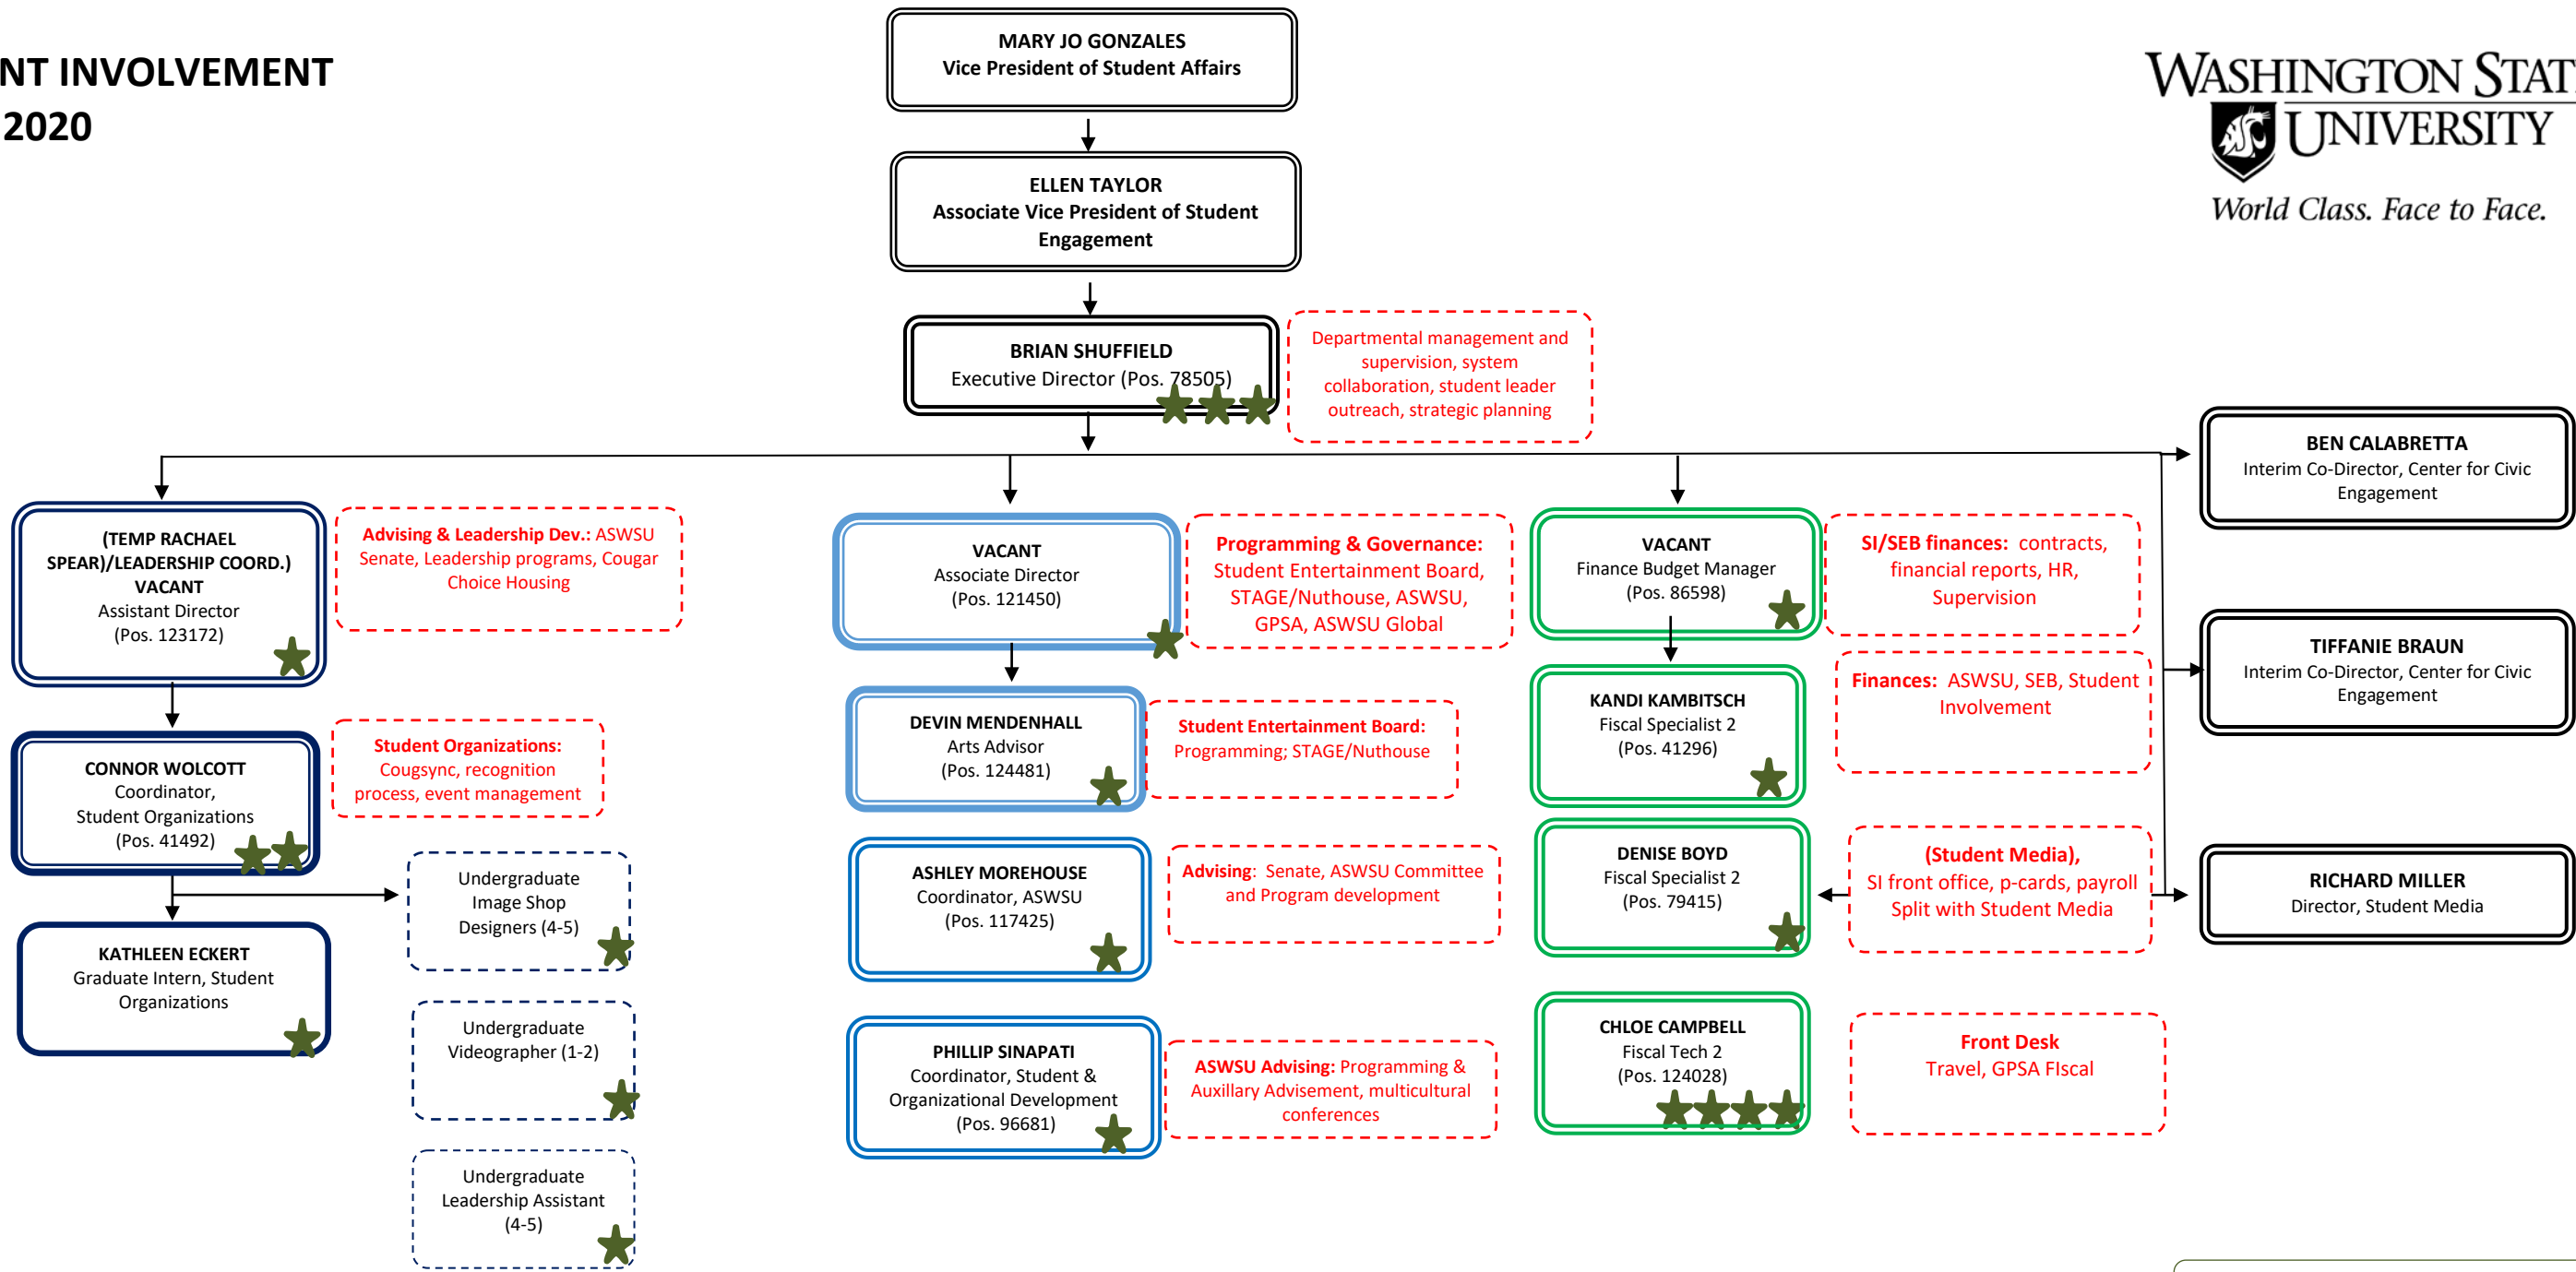 NT INVOLVEMENT
2020
MARY JO GONZALES
Vice President of Student Affairs
WASHINGTON STAT
UNIVERSITY
World Class. Face to Face.
ELLEN TAYLOR
Associate Vice President of Student
Engagement
BRIAN SHUFFIELD
Executive Director (Pos. 78505)
Departmental management and
supervision, system
collaboration, student leader
outreach, strategic planning
BEN CALABRETTA
Interim Co-Director, Center for Civic
Engagement
TIFFANIE BRAUN
Interim Co-Director, Center for Civic
Engagement
RICHARD MILLER
Director, Student Media
(TEMP RACHAEL
SPEAR)/LEADERSHIP COORD.)
VACANT
Assistant Director
(Pos. 123172)
Advising & Leadership Dev.: ASWSU
Senate, Leadership programs, Cougar
Choice Housing
CONNOR WOLCOTT
Coordinator,
Student Organizations
(Pos. 41492)
Student Organizations:
Cougsync, recognition
process, event management
KATHLEEN ECKERT
Graduate Intern, Student
Organizations
Undergraduate
Image Shop
Designers (4-5)
Undergraduate
Videographer (1-2)
Undergraduate
Leadership Assistant
(4-5)
VACANT
Associate Director
(Pos. 121450)
Programming & Governance:
Student Entertainment Board,
STAGE/Nuthouse, ASWSU,
GPSA, ASWSU Global
DEVIN MENDENHALL
Arts Advisor
(Pos. 124481)
Student Entertainment Board:
Programming; STAGE/Nuthouse
ASHLEY MOREHOUSE
Coordinator, ASWSU
(Pos. 117425)
Advising: Senate, ASWSU Committee
and Program development
PHILLIP SINAPATI
Coordinator, Student &
Organizational Development
(Pos. 96681)
ASWSU Advising: Programming &
Auxillary Advisement, multicultural
conferences
VACANT
Finance Budget Manager
(Pos. 86598)
SI/SEB finances: contracts,
financial reports, HR,
Supervision
KANDI KAMBITSCH
Fiscal Specialist 2
(Pos. 41296)
Finances: ASWSU, SEB, Student
Involvement
DENISE BOYD
Fiscal Specialist 2
(Pos. 79415)
(Student Media),
SI front office, p-cards, payroll
Split with Student Media
CHLOE CAMPBELL
Fiscal Tech 2
(Pos. 124028)
Front Desk
Travel, GPSA FIscal